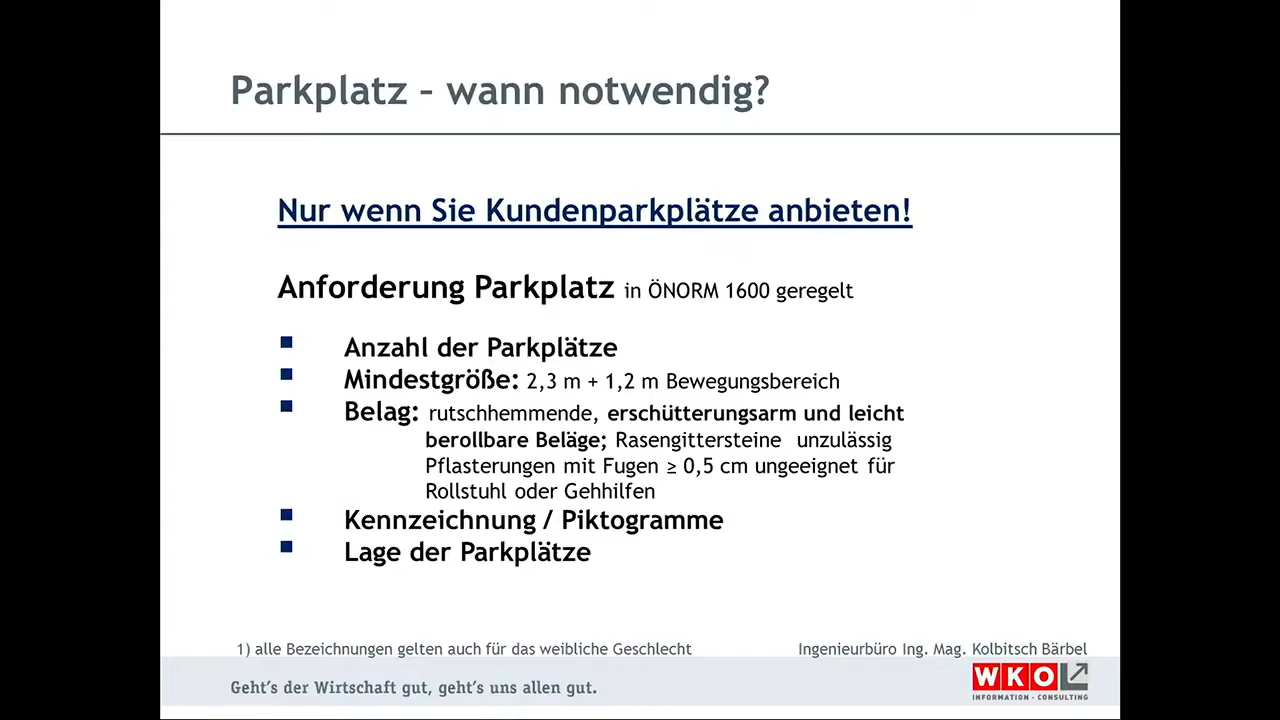 Parkplatz – wann notwendig?
Nur wenn Sie Kundenparkplätze anbieten!
Anforderung Parkplatz in ÖNORM 1600 geregelt
Anzahl der Parkplätze
Mindestgröße: 2,3 m + 1,2 m Bewegungsbereich
Belag: rutschhemmende, erschütterungsarm und leicht
berollbare Beläge; Rasengittersteine unzulässig
Pflasterungen mit Fugen ≥ 0,5 cm ungeeignet für
Rollstuhl oder Gehhilfen
Kennzeichnung / Piktogramme
Lage der Parkplätze
1) alle Bezeichnungen gelten auch für das weibliche Geschlecht
Ingenieurbüro Ing. Mag. Kolbitsch Bärbel
Geht's der Wirtschaft gut, geht's uns allen gut.
WKO
INFORMATION - CONSULTING